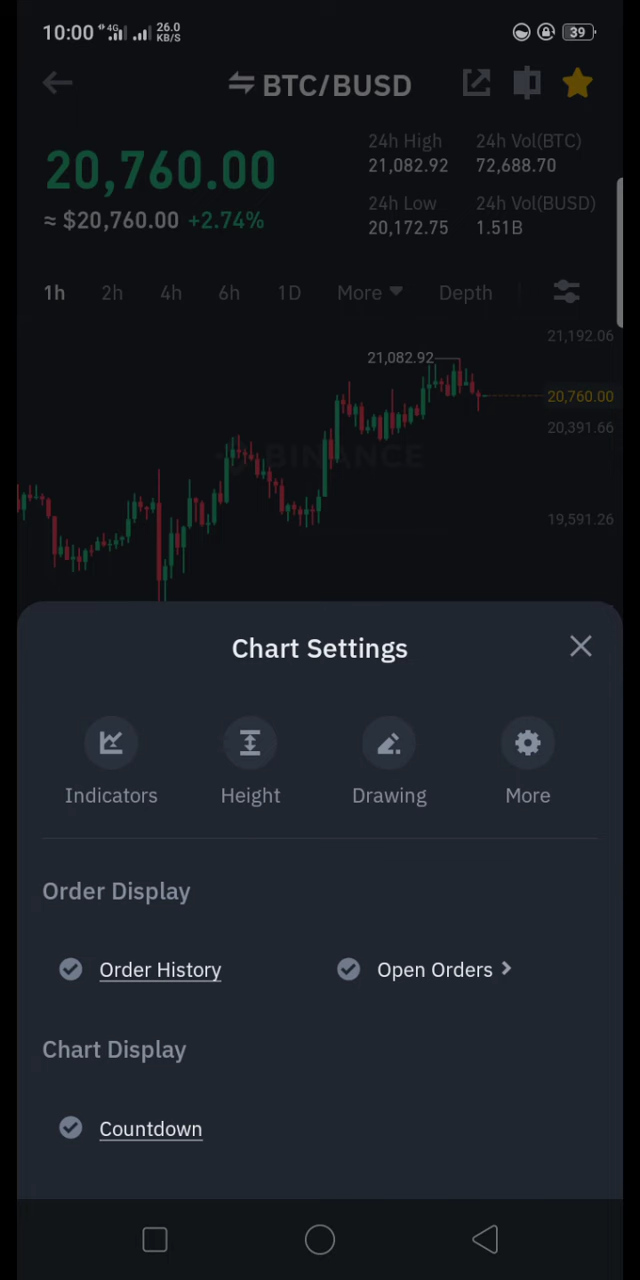 10:00 4G 26.0 KB/S 39
BTC/BUSD
20,760.00
≈ $20,760.00 +2.74%
24h High 24h Vol(BTC)
21,082.92 72,688.70
24h Low 24h Vol(BUSD)
20,172.75 1.51B
1h 2h 4h 6h 1D More Depth
21,192.06
21,082.92
20,760.00
20,391.66
BINANCE
19,591.26
Chart Settings
Indicators Height Drawing More
Order Display
Order History Open Orders
Chart Display
Countdown